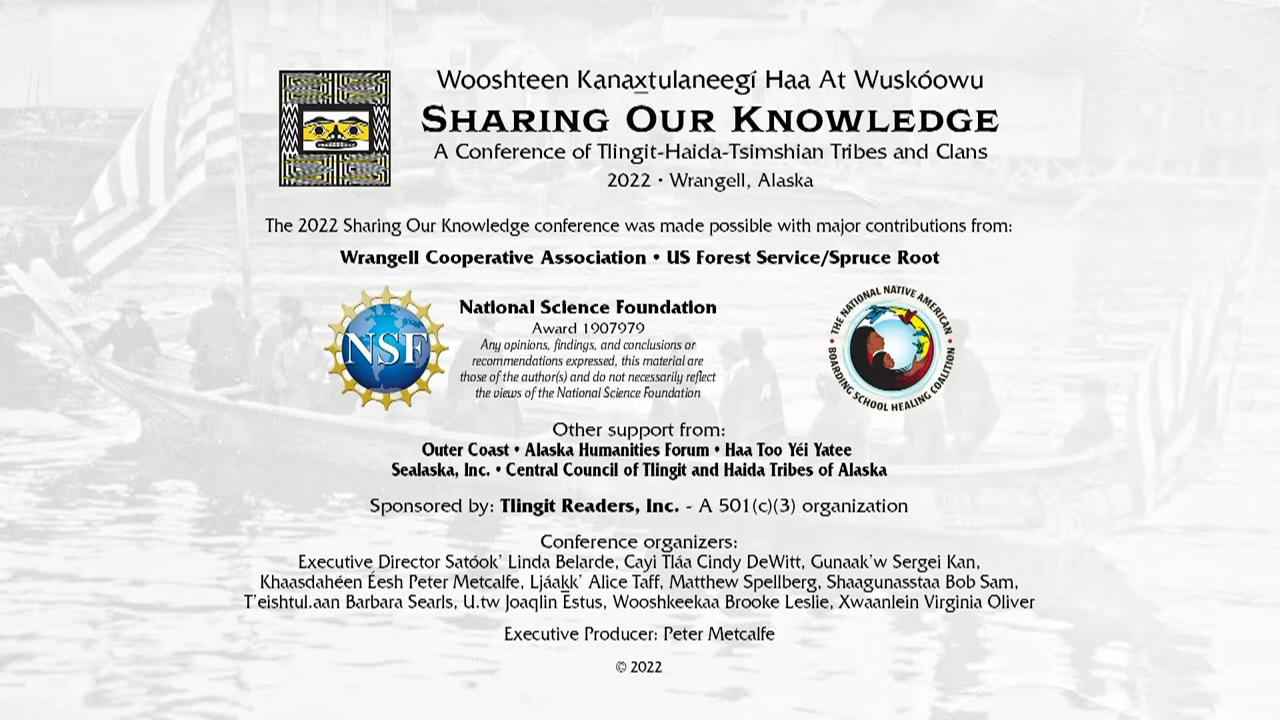 Wooshteen Kanax̲tulaneegí Haa At Wuskóowu
SHARING OUR KNOWLEDGE
A Conference of Tlingit-Haida-Tsimshian Tribes and Clans
2022 • Wrangell, Alaska
The 2022 Sharing Our Knowledge conference was made possible with major contributions from:
Wrangell Cooperative Association • US Forest Service/Spruce Root
NSF
National Science Foundation
Award 1907979
Any opinions, findings, and conclusions or
recommendations expressed, this material are
those of the author(s) and do not necessarily reflect
the views of the National Science Foundation
• THE NATIONAL NATIVE AMERICAN •
BOARDING SCHOOL HEALING COALITION
Other support from:
Outer Coast • Alaska Humanities Forum • Haa Too Yéi Yatee
Sealaska, Inc. • Central Council of Tlingit and Haida Tribes of Alaska
Sponsored by: Tlingit Readers, Inc. - A 501(c)(3) organization
Conference organizers:
Executive Director Satóok' Linda Belarde, Cayi Tláa Cindy DeWitt, Gunaak'w Sergei Kan,
Khaasdahéen Éesh Peter Metcalfe, Ljáaḵk' Alice Taff, Matthew Spellberg, Shaagunasstaa Bob Sam,
T'eishtul.aan Barbara Searls, U.tw Joaqlin Estus, Wooshkeekaa Brooke Leslie, Xwaanlein Virginia Oliver
Executive Producer: Peter Metcalfe
© 2022